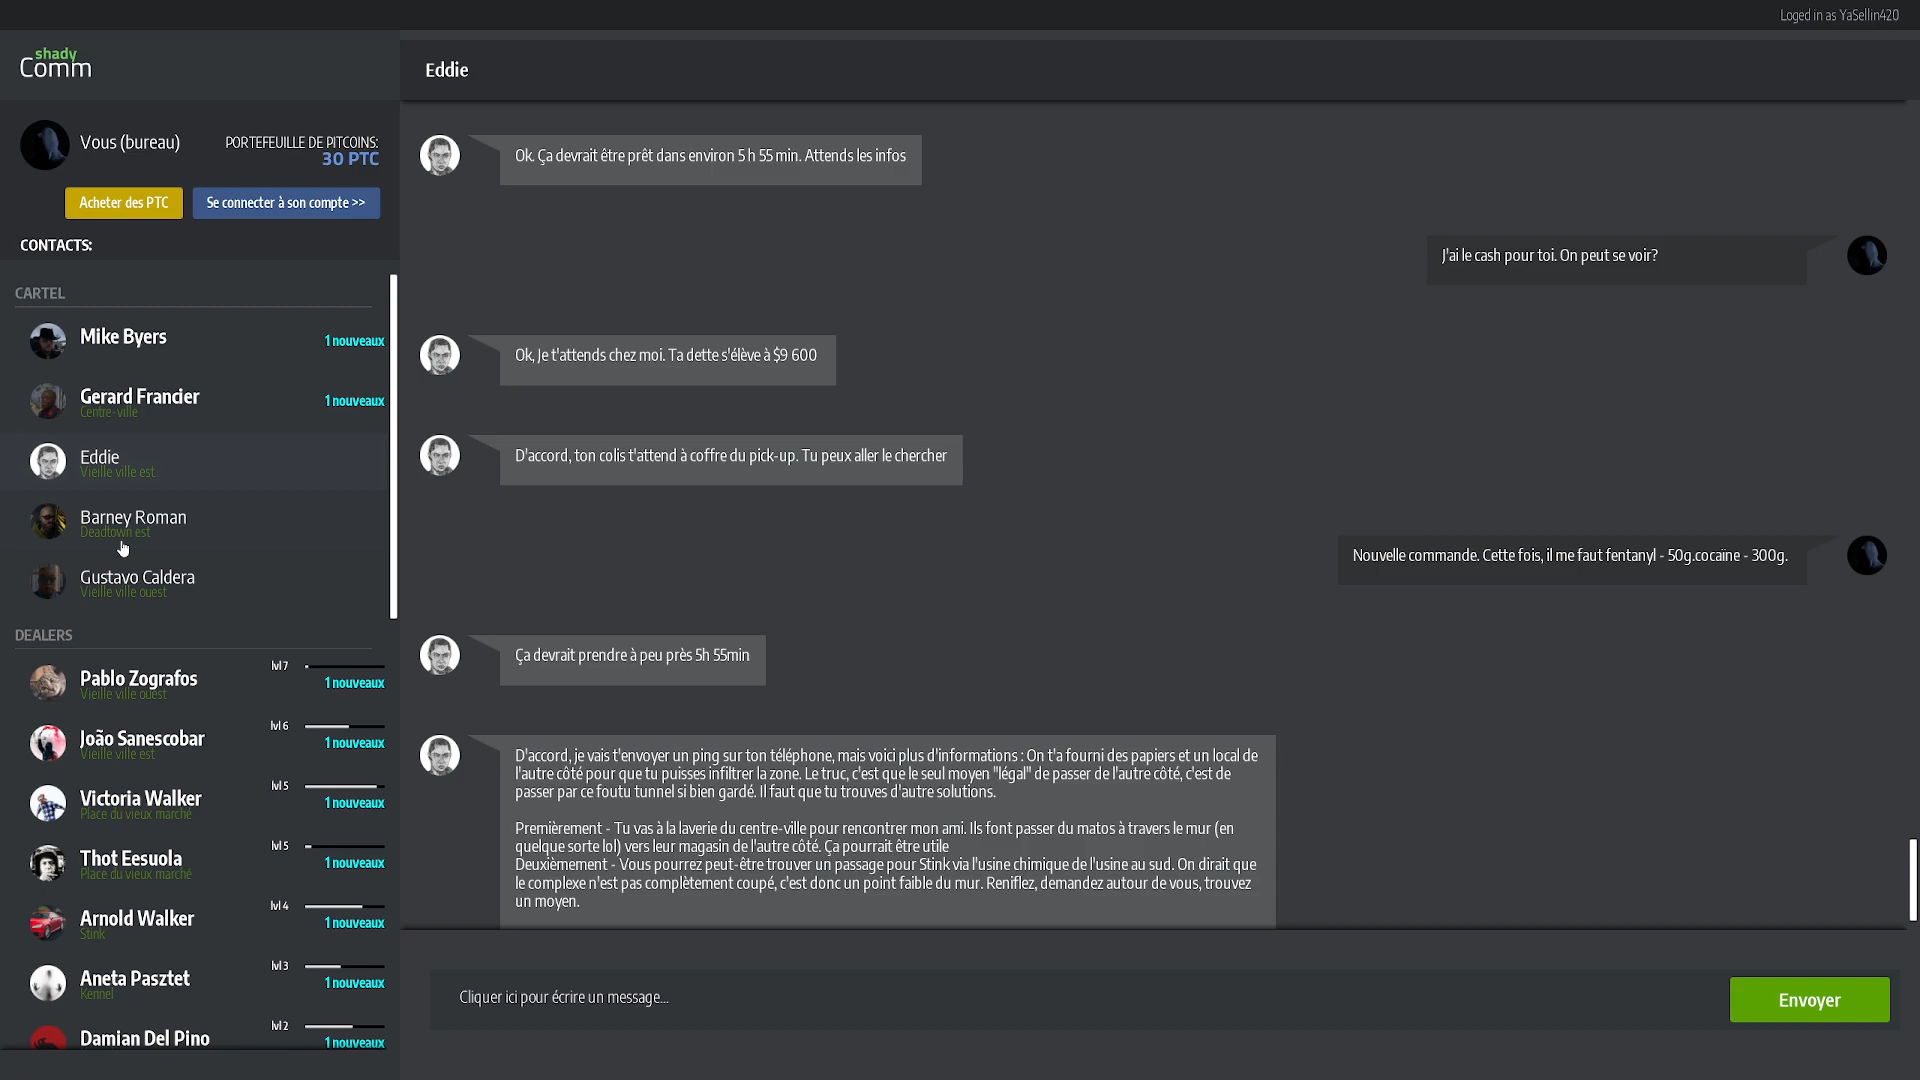 Loged in as YaSellin420
shady
Comm
Eddie
Vous (bureau)
PORTEFEUILLE DE PITCOINS:
30 PTC
Acheter des PTC
Se connecter à son compte >>
CONTACTS:
CARTEL
Mike Byers
1 nouveaux
Gerard Francier
Centre-ville
1 nouveaux
Eddie
Vieille ville est
Barney Roman
Deadtown est
Gustavo Caldera
Vieille ville ouest
DEALERS
Pablo Zografos
Vieille ville ouest
lvl 7
1 nouveaux
João Sanescobar
Vieille ville est
lvl 6
1 nouveaux
Victoria Walker
Place du vieux marché
lvl 5
1 nouveaux
Thot Eesuola
Place du vieux marché
lvl 5
1 nouveaux
Arnold Walker
Stink
lvl 4
1 nouveaux
Aneta Pasztet
Kennel
lvl 3
1 nouveaux
Damian Del Pino
lvl 2
1 nouveaux
Ok. Ça devrait être prêt dans environ 5 h 55 min. Attends les infos
J'ai le cash pour toi. On peut se voir?
Ok, Je t'attends chez moi. Ta dette s'élève à $9 600
D'accord, ton colis t'attend à coffre du pick-up. Tu peux aller le chercher
Nouvelle commande. Cette fois, il me faut fentanyl - 50g.cocaïne - 300g.
Ça devrait prendre à peu près 5h 55min
D'accord, je vais t'envoyer un ping sur ton téléphone, mais voici plus d'informations : On t'a fourni des papiers et un local de
l'autre côté pour que tu puisses infiltrer la zone. Le truc, c'est que le seul moyen "légal" de passer de l'autre côté, c'est de
passer par ce foutu tunnel si bien gardé. Il faut que tu trouves d'autre solutions.
Premièrement - Tu vas à la laverie du centre-ville pour rencontrer mon ami. Ils font passer du matos à travers le mur (en
quelque sorte lol) vers leur magasin de l'autre côté. Ça pourrait être utile
Deuxièmement - Vous pourrez peut-être trouver un passage pour Stink via l'usine chimique de l'usine au sud. On dirait que
le complexe n'est pas complètement coupé, c'est donc un point faible du mur. Reniflez, demandez autour de vous, trouvez
un moyen.
Cliquer ici pour écrire un message...
Envoyer